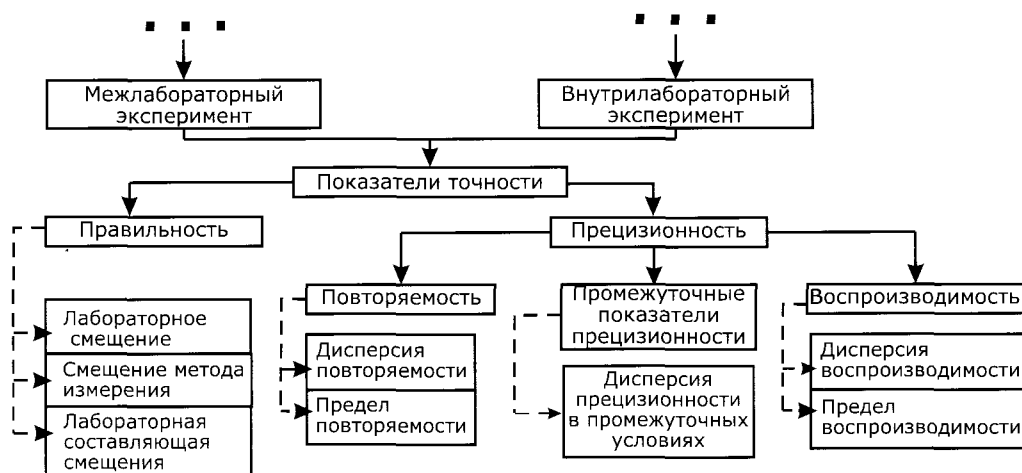 Межлабораторный
эксперимент
Внутрилабораторный
эксперимент
Показатели точности
Правильность
Прецизионность
Повторяемость
Промежуточные
показатели
прецизионности
Воспроизводимость
Лабораторное
смещение
Смещение метода
измерения
Лабораторная
составляющая
смещения
Дисперсия
повторяемости
Предел
повторяемости
Дисперсия
прецизионности
в промежуточных
условиях
Дисперсия
воспроизводимости
Предел
воспроизводимости